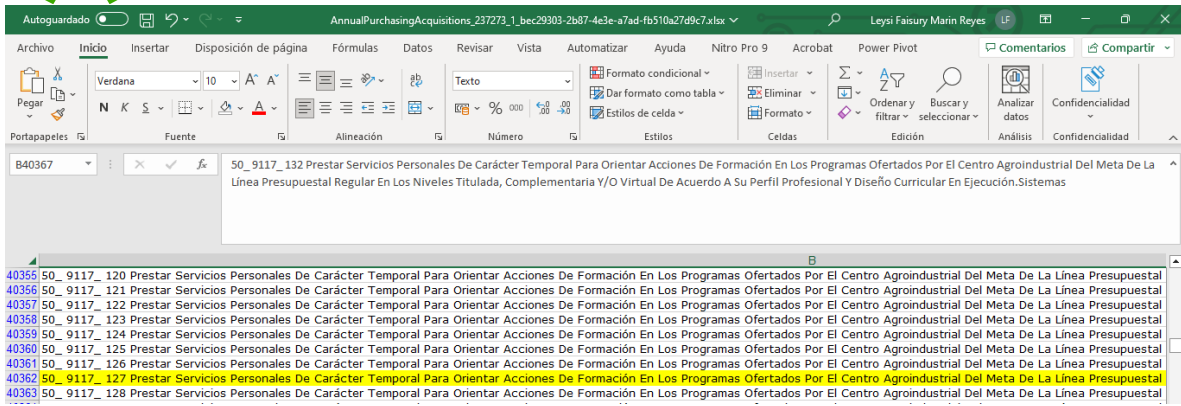 Autoguardado
AnnualPurchasingAcquisitions_237273_1_bec29303-2b87-4e3e-a7ad-fb510a27d9c7.xlsx
Leysi Faisury Marin Reyes
LF
Archivo Inicio Insertar Disposición de página Fórmulas Datos Revisar Vista Automatizar Ayuda Nitro Pro 9 Acrobat Power Pivot Comentarios Compartir
Pegar
Portapapeles
Verdana 10 A^ A˅
N K S A
Fuente
ab
Alineación
Texto
% 000
Número
Formato condicional
Dar formato como tabla
Estilos de celda
Estilos
Insertar
Eliminar
Formato
Celdas
Ordenar y filtrar
Buscar y seleccionar
Edición
Analizar datos
Análisis
Confidencialidad
Confidencialidad
B40367 fx 50_9117_132 Prestar Servicios Personales De Carácter Temporal Para Orientar Acciones De Formación En Los Programas Ofertados Por El Centro Agroindustrial Del Meta De La
Línea Presupuestal Regular En Los Niveles Titulada, Complementaria Y/O Virtual De Acuerdo A Su Perfil Profesional Y Diseño Curricular En Ejecución.Sistemas
B
40355 50_ 9117_ 120 Prestar Servicios Personales De Carácter Temporal Para Orientar Acciones De Formación En Los Programas Ofertados Por El Centro Agroindustrial Del Meta De La Línea Presupuestal
40356 50_ 9117_ 121 Prestar Servicios Personales De Carácter Temporal Para Orientar Acciones De Formación En Los Programas Ofertados Por El Centro Agroindustrial Del Meta De La Línea Presupuestal
40357 50_ 9117_ 122 Prestar Servicios Personales De Carácter Temporal Para Orientar Acciones De Formación En Los Programas Ofertados Por El Centro Agroindustrial Del Meta De La Línea Presupuestal
40358 50_ 9117_ 123 Prestar Servicios Personales De Carácter Temporal Para Orientar Acciones De Formación En Los Programas Ofertados Por El Centro Agroindustrial Del Meta De La Línea Presupuestal
40359 50_ 9117_ 124 Prestar Servicios Personales De Carácter Temporal Para Orientar Acciones De Formación En Los Programas Ofertados Por El Centro Agroindustrial Del Meta De La Línea Presupuestal
40360 50_ 9117_ 125 Prestar Servicios Personales De Carácter Temporal Para Orientar Acciones De Formación En Los Programas Ofertados Por El Centro Agroindustrial Del Meta De La Línea Presupuestal
40361 50_ 9117_ 126 Prestar Servicios Personales De Carácter Temporal Para Orientar Acciones De Formación En Los Programas Ofertados Por El Centro Agroindustrial Del Meta De La Línea Presupuestal
40362 50_ 9117_ 127 Prestar Servicios Personales De Carácter Temporal Para Orientar Acciones De Formación En Los Programas Ofertados Por El Centro Agroindustrial Del Meta De La Línea Presupuestal
40363 50_ 9117_ 128 Prestar Servicios Personales De Carácter Temporal Para Orientar Acciones De Formación En Los Programas Ofertados Por El Centro Agroindustrial Del Meta De La Línea Presupuestal